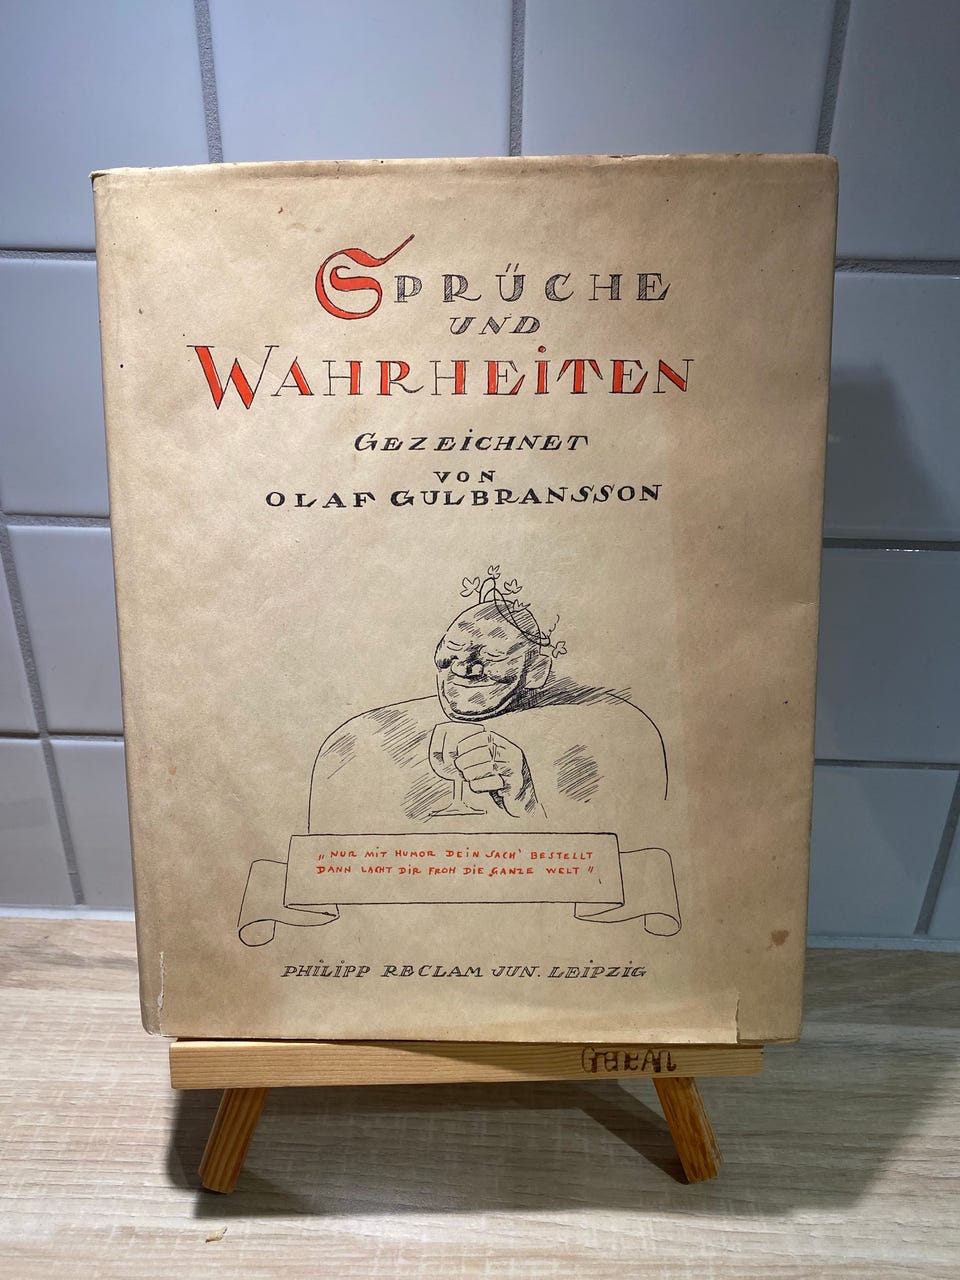 SPRÜCHE
UND
WAHRHEITEN
GEZEICHNET
VON
OLAF GULBRANSSON
„NUR MIT HUMOR DEIN SACH' BESTELLT
DANN LACHT DIR FROH DIE GANZE WELT"
PHILIPP RECLAM JUN. LEIPZIG